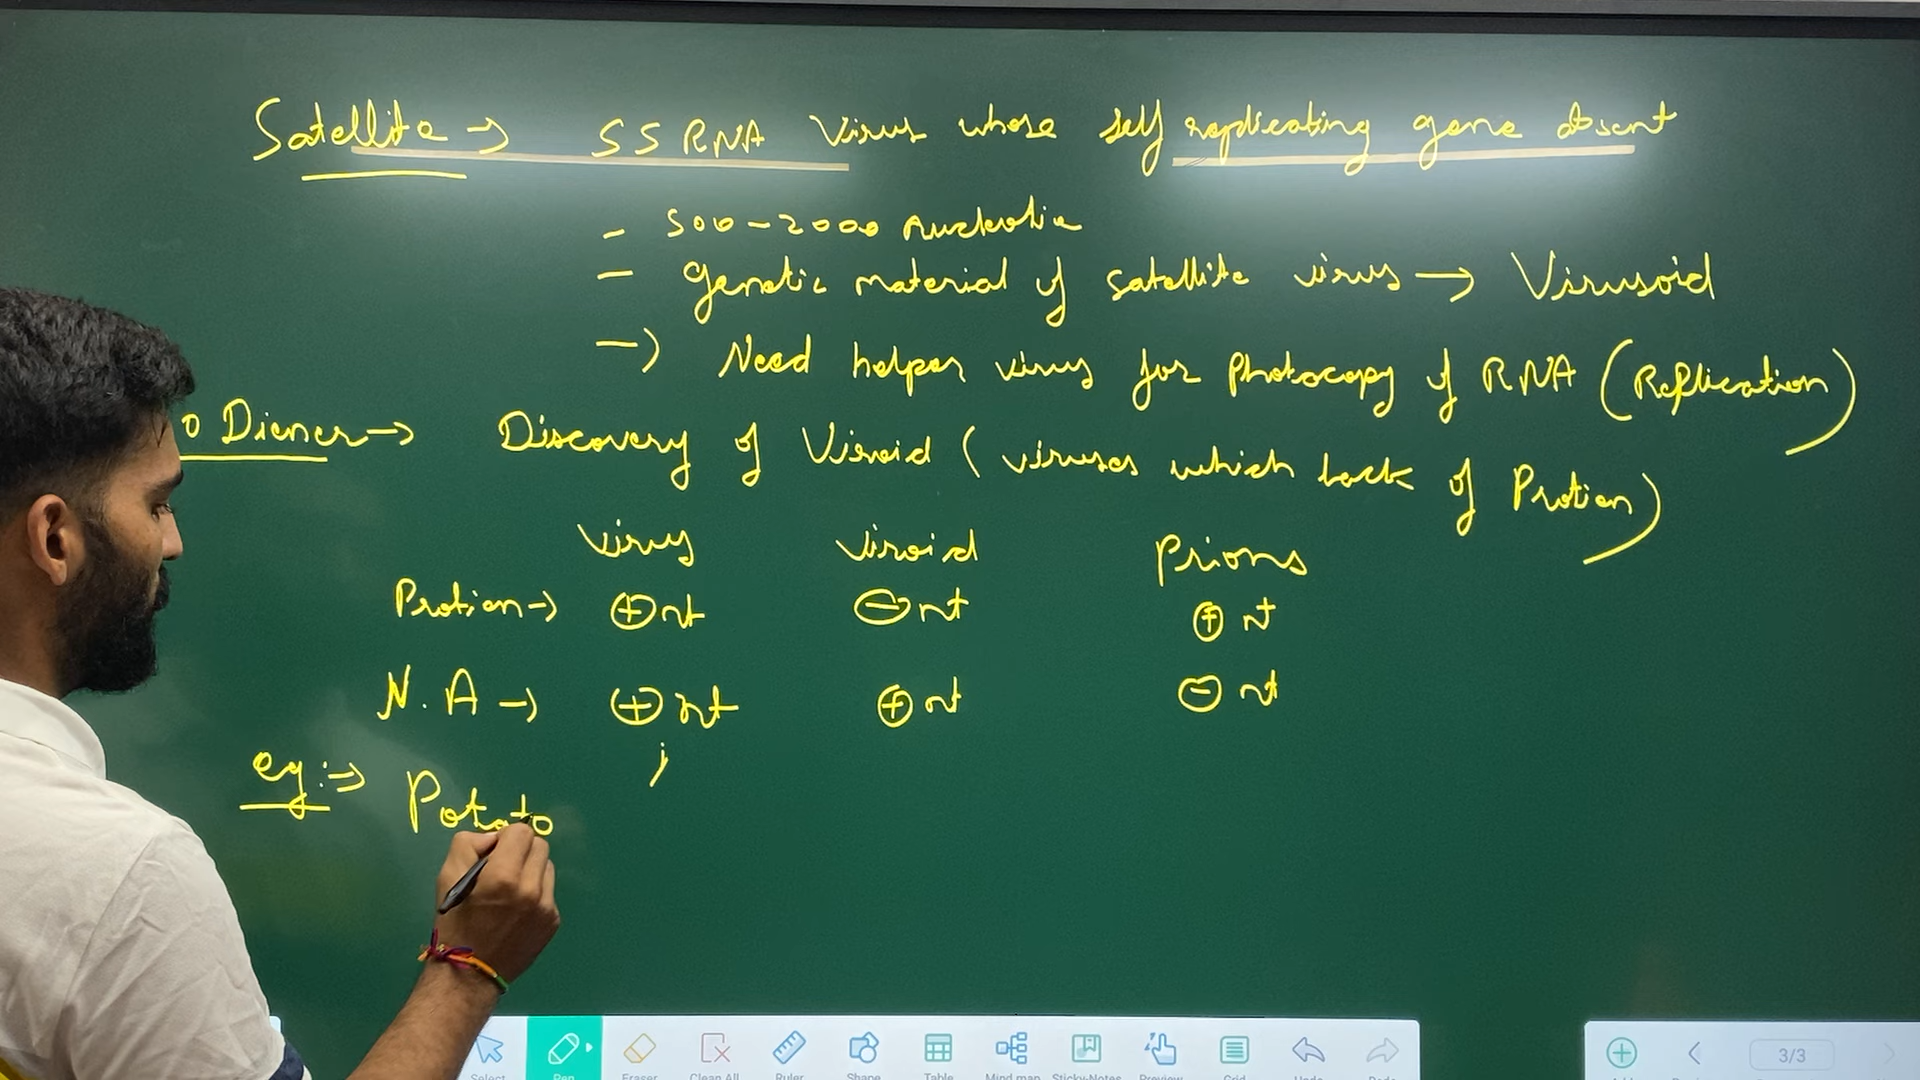 Satellite → SS RNA Virus whose self replicating gene absent
- 500-2000 Nucleotie
- genetic material of satellite virus → Virusoid
→ Need helper virus for Photocopy of RNA (Replication)
O Diener → Discovery of Viroid (viruses which lack of Protien)
Virus Viroid Prions
Protien → ⊕nt ⊖nt ⊕nt
N.A → ⊕nt ⊕nt ⊖nt
eg:→ Potato
Select Pen Eraser Clean All Ruler Shape Table Mind map Sticky-Notes Preview Grid Undo Redo 3/3